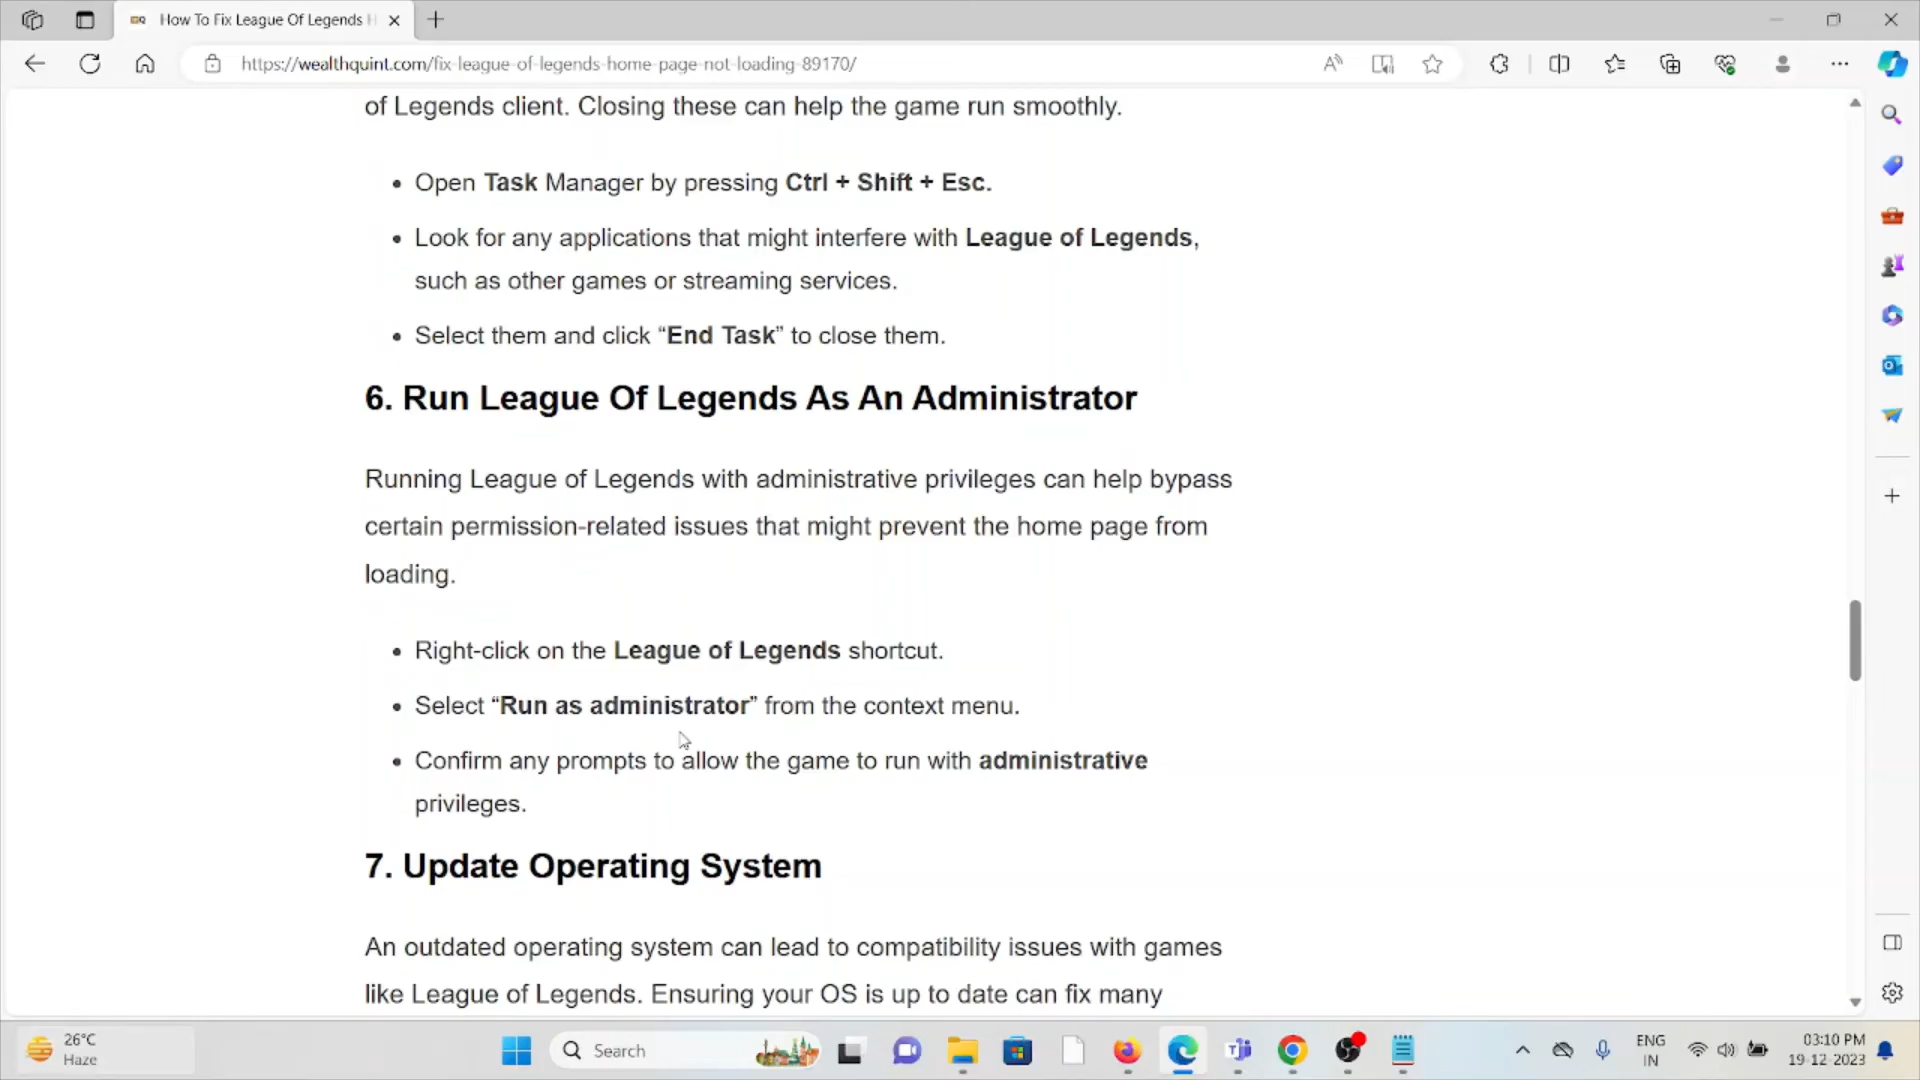 How To Fix League Of Legends H
https://wealthquint.com/fix-league-of-legends-home-page-not-loading-89170/
of Legends client. Closing these can help the game run smoothly.
Open Task Manager by pressing Ctrl + Shift + Esc.
Look for any applications that might interfere with League of Legends,
such as other games or streaming services.
Select them and click “End Task” to close them.
6. Run League Of Legends As An Administrator
Running League of Legends with administrative privileges can help bypass
certain permission-related issues that might prevent the home page from
loading.
Right-click on the League of Legends shortcut.
Select “Run as administrator” from the context menu.
Confirm any prompts to allow the game to run with administrative
privileges.
7. Update Operating System
An outdated operating system can lead to compatibility issues with games
like League of Legends. Ensuring your OS is up to date can fix many
26°C
Haze
Search
ENG
IN
03:10 PM
19-12-2023